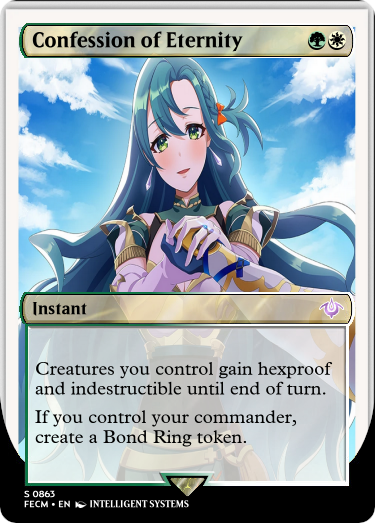 Confession of Eternity
Instant
Creatures you control gain hexproof
and indestructible until end of turn.
If you control your commander,
create a Bond Ring token.
S 0863
FECM • EN INTELLIGENT SYSTEMS